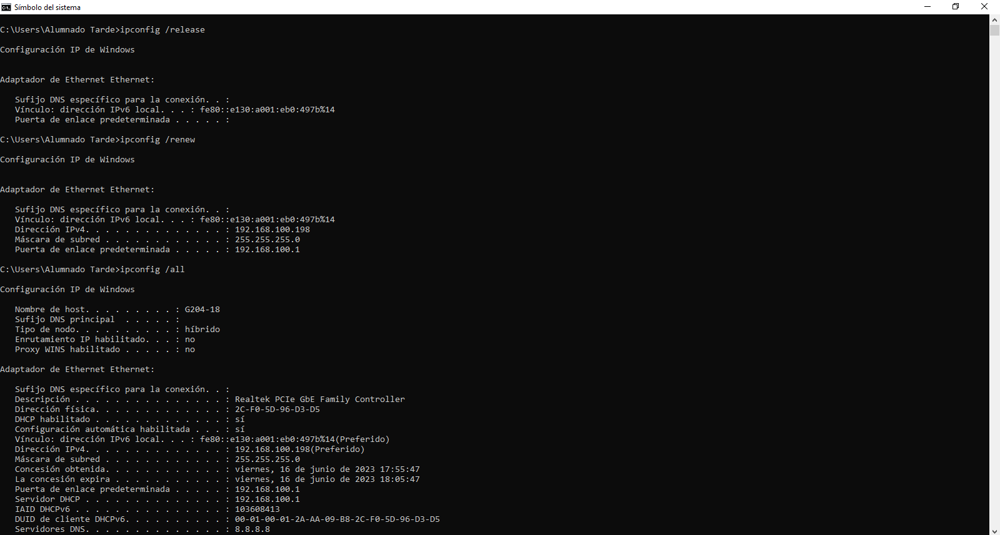 Símbolo del sistema
C:\Users\Alumnado Tarde>ipconfig /release
Configuración IP de Windows
Adaptador de Ethernet Ethernet:
Sufijo DNS específico para la conexión. . :
Vínculo: dirección IPv6 local. . . : fe80::e130:a001:eb0:497b%14
Puerta de enlace predeterminada . . . . . :
C:\Users\Alumnado Tarde>ipconfig /renew
Configuración IP de Windows
Adaptador de Ethernet Ethernet:
Sufijo DNS específico para la conexión. . :
Vínculo: dirección IPv6 local. . . : fe80::e130:a001:eb0:497b%14
Dirección IPv4. . . . . . . . . . . . . . : 192.168.100.198
Máscara de subred . . . . . . . . . . . . : 255.255.255.0
Puerta de enlace predeterminada . . . . . : 192.168.100.1
C:\Users\Alumnado Tarde>ipconfig /all
Configuración IP de Windows
Nombre de host. . . . . . . . . : G204-18
Sufijo DNS principal  . . . . . :
Tipo de nodo. . . . . . . . . . : híbrido
Enrutamiento IP habilitado. . . : no
Proxy WINS habilitado . . . . . : no
Adaptador de Ethernet Ethernet:
Sufijo DNS específico para la conexión. . :
Descripción . . . . . . . . . . . . . . . : Realtek PCIe GbE Family Controller
Dirección física. . . . . . . . . . . . . : 2C-F0-5D-96-D3-D5
DHCP habilitado . . . . . . . . . . . . . : sí
Configuración automática habilitada . . . : sí
Vínculo: dirección IPv6 local. . . : fe80::e130:a001:eb0:497b%14(Preferido)
Dirección IPv4. . . . . . . . . . . . . . : 192.168.100.198(Preferido)
Máscara de subred . . . . . . . . . . . . : 255.255.255.0
Concesión obtenida. . . . . . . . . . . . : viernes, 16 de junio de 2023 17:55:47
La concesión expira . . . . . . . . . . . : viernes, 16 de junio de 2023 18:05:47
Puerta de enlace predeterminada . . . . . : 192.168.100.1
Servidor DHCP . . . . . . . . . . . . . . : 192.168.100.1
IAID DHCPv6 . . . . . . . . . . . . . . . : 103608413
DUID de cliente DHCPv6. . . . . . . . . . : 00-01-00-01-2A-AA-09-B8-2C-F0-5D-96-D3-D5
Servidores DNS. . . . . . . . . . . . . . : 8.8.8.8